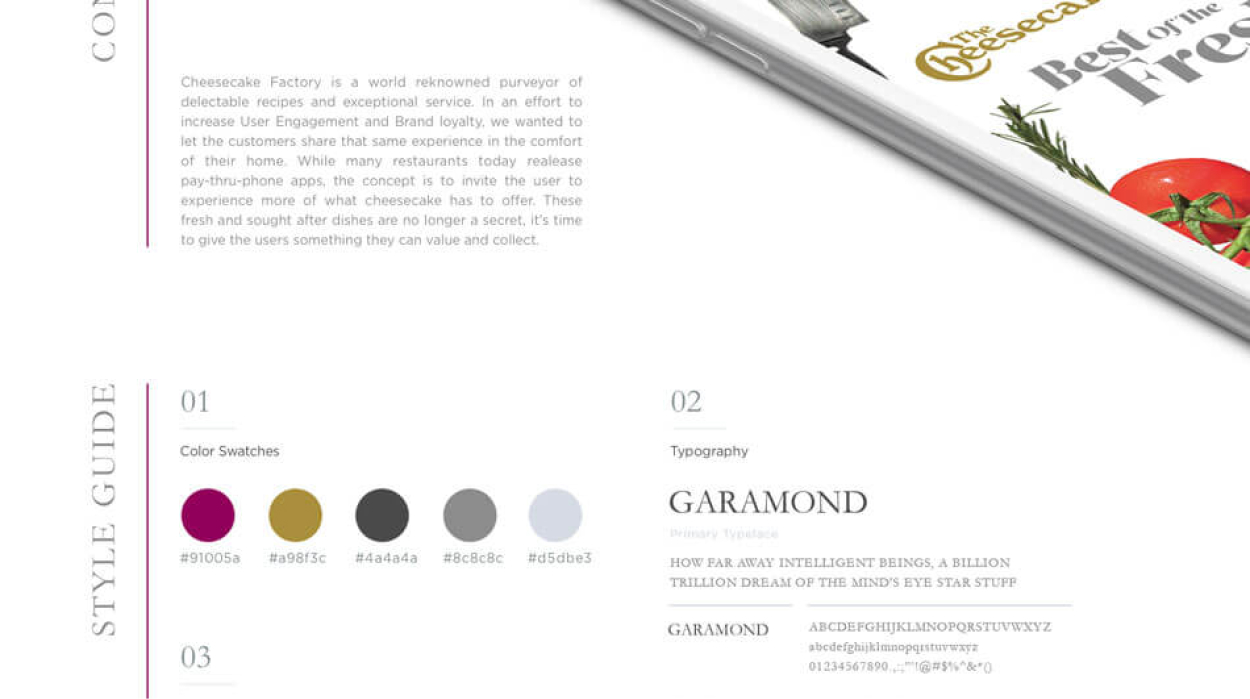 The
Cheeseca
Best of the
Fres
CON
Cheesecake Factory is a world reknowned purveyor of
delectable recipes and exceptional service. In an effort to
increase User Engagement and Brand loyalty, we wanted to
let the customers share that same experience in the comfort
of their home. While many restaurants today realease
pay-thru-phone apps, the concept is to invite the user to
experience more of what cheesecake has to offer. These
fresh and sought after dishes are no longer a secret, it's time
to give the users something they can value and collect.
STYLE GUIDE
01
Color Swatches
#91005a #a98f3c #4a4a4a #8c8c8c #d5dbe3
02
Typography
GARAMOND
Primary Typeface
HOW FAR AWAY INTELLIGENT BEINGS, A BILLION
TRILLION DREAM OF THE MIND'S EYE STAR STUFF
GARAMOND
ABCDEFGHIJKLMNOPQRSTUVWXYZ
abcdefghijklmnopqrstuvwxyz
01234567890.,:;"'!@#$%^&*()
03